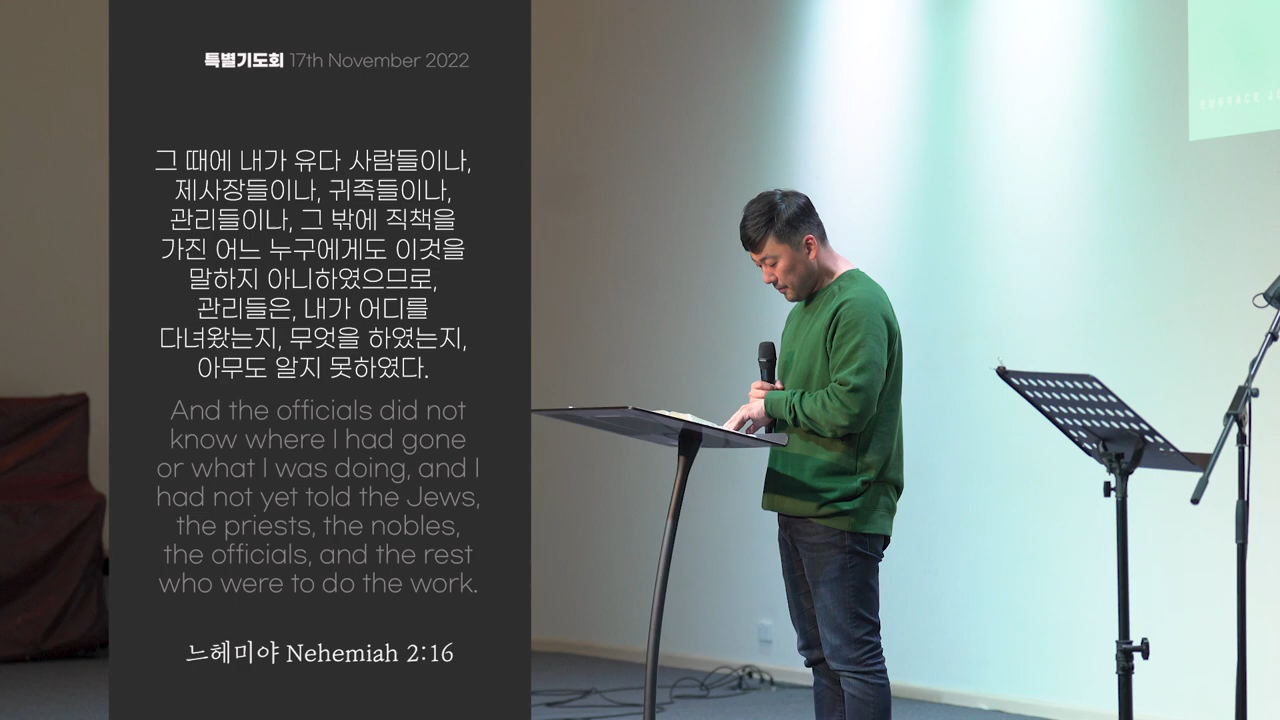 특별기도회 17th November 2022
그 때에 내가 유다 사람들이나,
제사장들이나, 귀족들이나,
관리들이나, 그 밖에 직책을
가진 어느 누구에게도 이것을
말하지 아니하였으므로,
관리들은, 내가 어디를
다녀왔는지, 무엇을 하였는지,
아무도 알지 못하였다.
And the officials did not
know where I had gone
or what I was doing, and I
had not yet told the Jews,
the priests, the nobles,
the officials, and the rest
who were to do the work.
느헤미야 Nehemiah 2:16